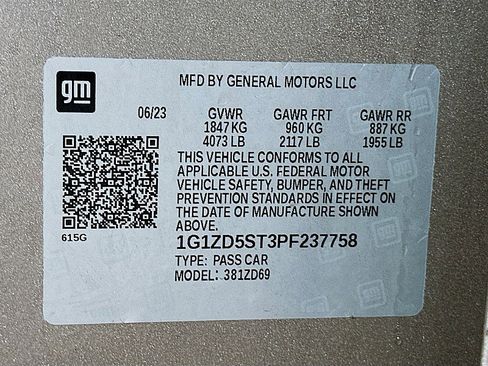 gm
MFD BY GENERAL MOTORS LLC
06/23 GVWR GAWR FRT GAWR RR
1847 KG 960 KG 887 KG
4073 LB 2117 LB 1955 LB
THIS VEHICLE CONFORMS TO ALL
APPLICABLE U.S. FEDERAL MOTOR
VEHICLE SAFETY, BUMPER, AND THEFT
PREVENTION STANDARDS IN EFFECT ON
THE DATE OF MANUFACTURE SHOWN
ABOVE.
615G
1G1ZD5ST3PF237758
TYPE: PASS CAR
MODEL: 381ZD69